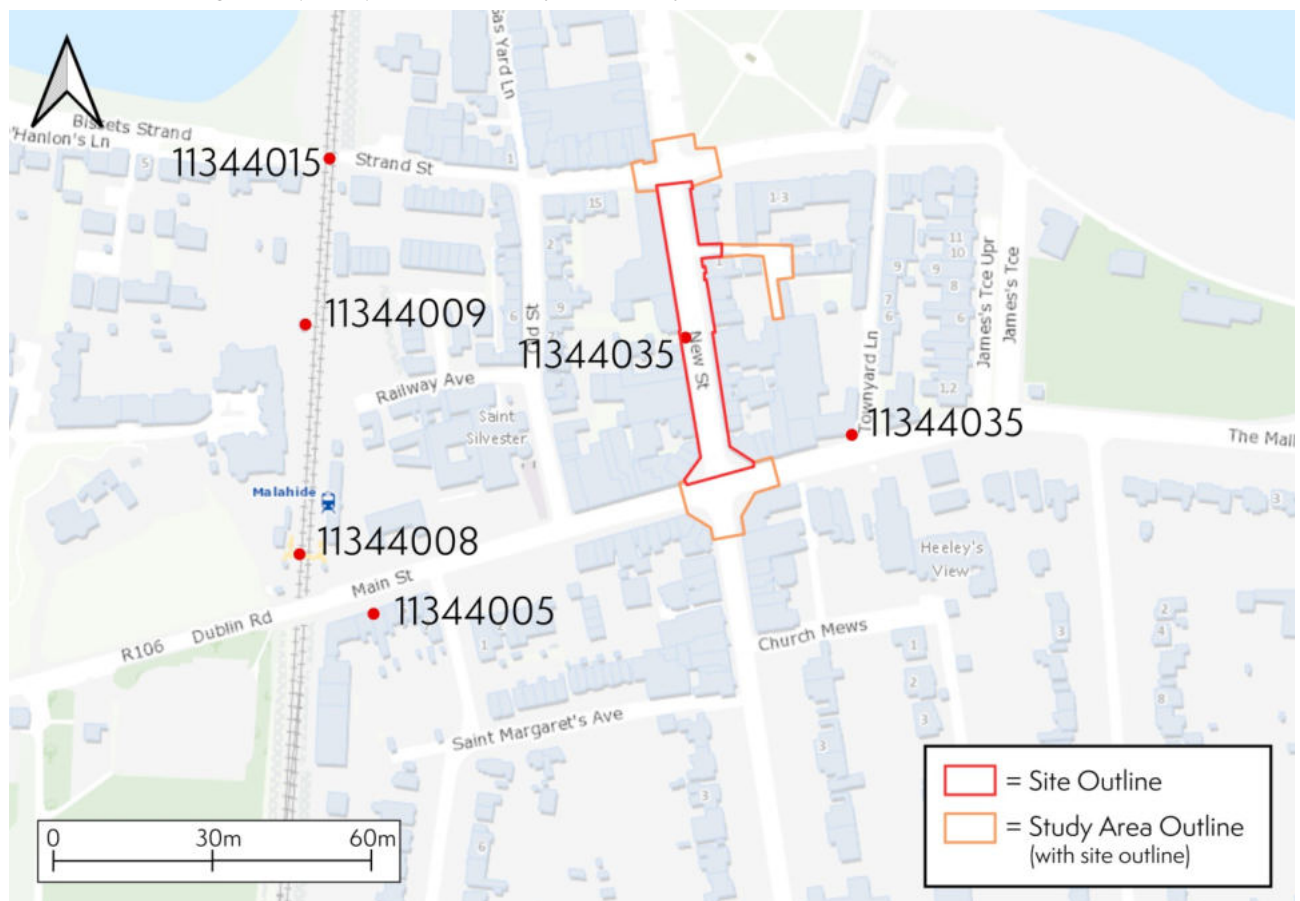 Gas Yard Ln
Bissets Strand
'Hanlon's Ln
5
11344015
Strand St
1
15
1-3
2
11
10
9
9
8
7
6
6
9
6
1
James's Tce Upr
James's Tce
11344009
11344035
New St
Railway Ave
Saint
Silvester
2
1,2
Townyard Ln
11344035
The Mall
Malahide
11344008
Main St
Heeley's
View
3
R106
Dublin Rd
11344005
2
1
Church Mews
3
2
4
1
2
8
3
3
Saint Margaret's Ave
3
6
0
30m
60m
= Site Outline
= Study Area Outline
(with site outline)